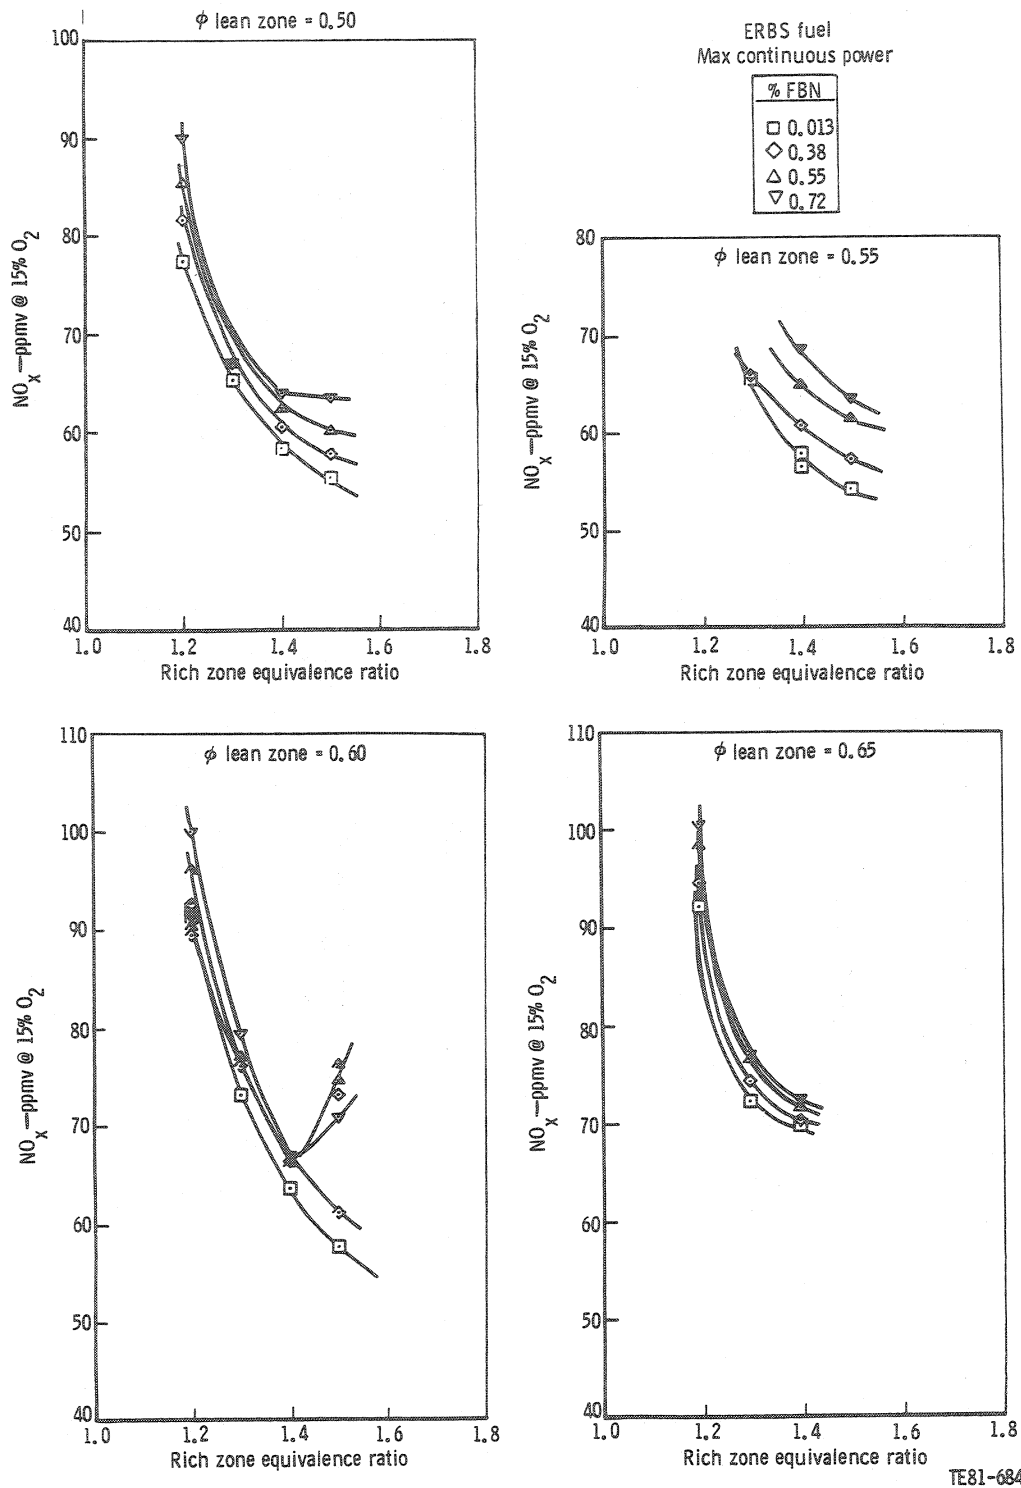 ϕ lean zone = 0.50
100
90
80
70
60
50
40
NOx—ppmv @ 15% O2
1.0 1.2 1.4 1.6 1.8
Rich zone equivalence ratio
ERBS fuel
Max continuous power
% FBN
0.013
0.38
0.55
0.72
ϕ lean zone = 0.55
80
70
60
50
40
NOx—ppmv @ 15% O2
1.0 1.2 1.4 1.6 1.8
Rich zone equivalence ratio
ϕ lean zone = 0.60
110
100
90
80
70
60
50
40
NOx—ppmv @ 15% O2
1.0 1.2 1.4 1.6 1.8
Rich zone equivalence ratio
ϕ lean zone = 0.65
110
100
90
80
70
60
50
40
NOx—ppmv @ 15% O2
1.0 1.2 1.4 1.6 1.8
Rich zone equivalence ratio
TE81-684